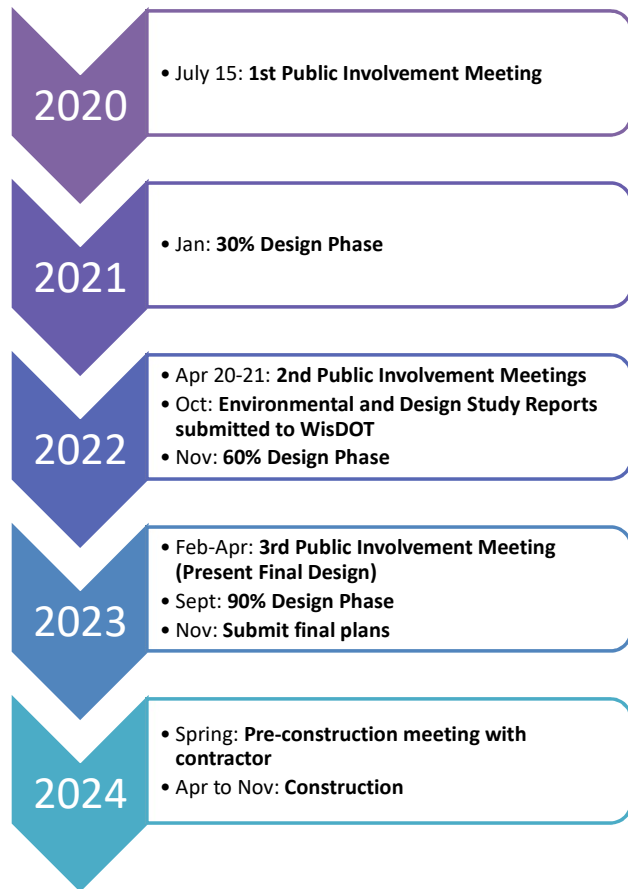 2020
• July 15: 1st Public Involvement Meeting
2021
• Jan: 30% Design Phase
2022
• Apr 20-21: 2nd Public Involvement Meetings
• Oct: Environmental and Design Study Reports
submitted to WisDOT
• Nov: 60% Design Phase
2023
• Feb-Apr: 3rd Public Involvement Meeting
(Present Final Design)
• Sept: 90% Design Phase
• Nov: Submit final plans
2024
• Spring: Pre-construction meeting with
contractor
• Apr to Nov: Construction